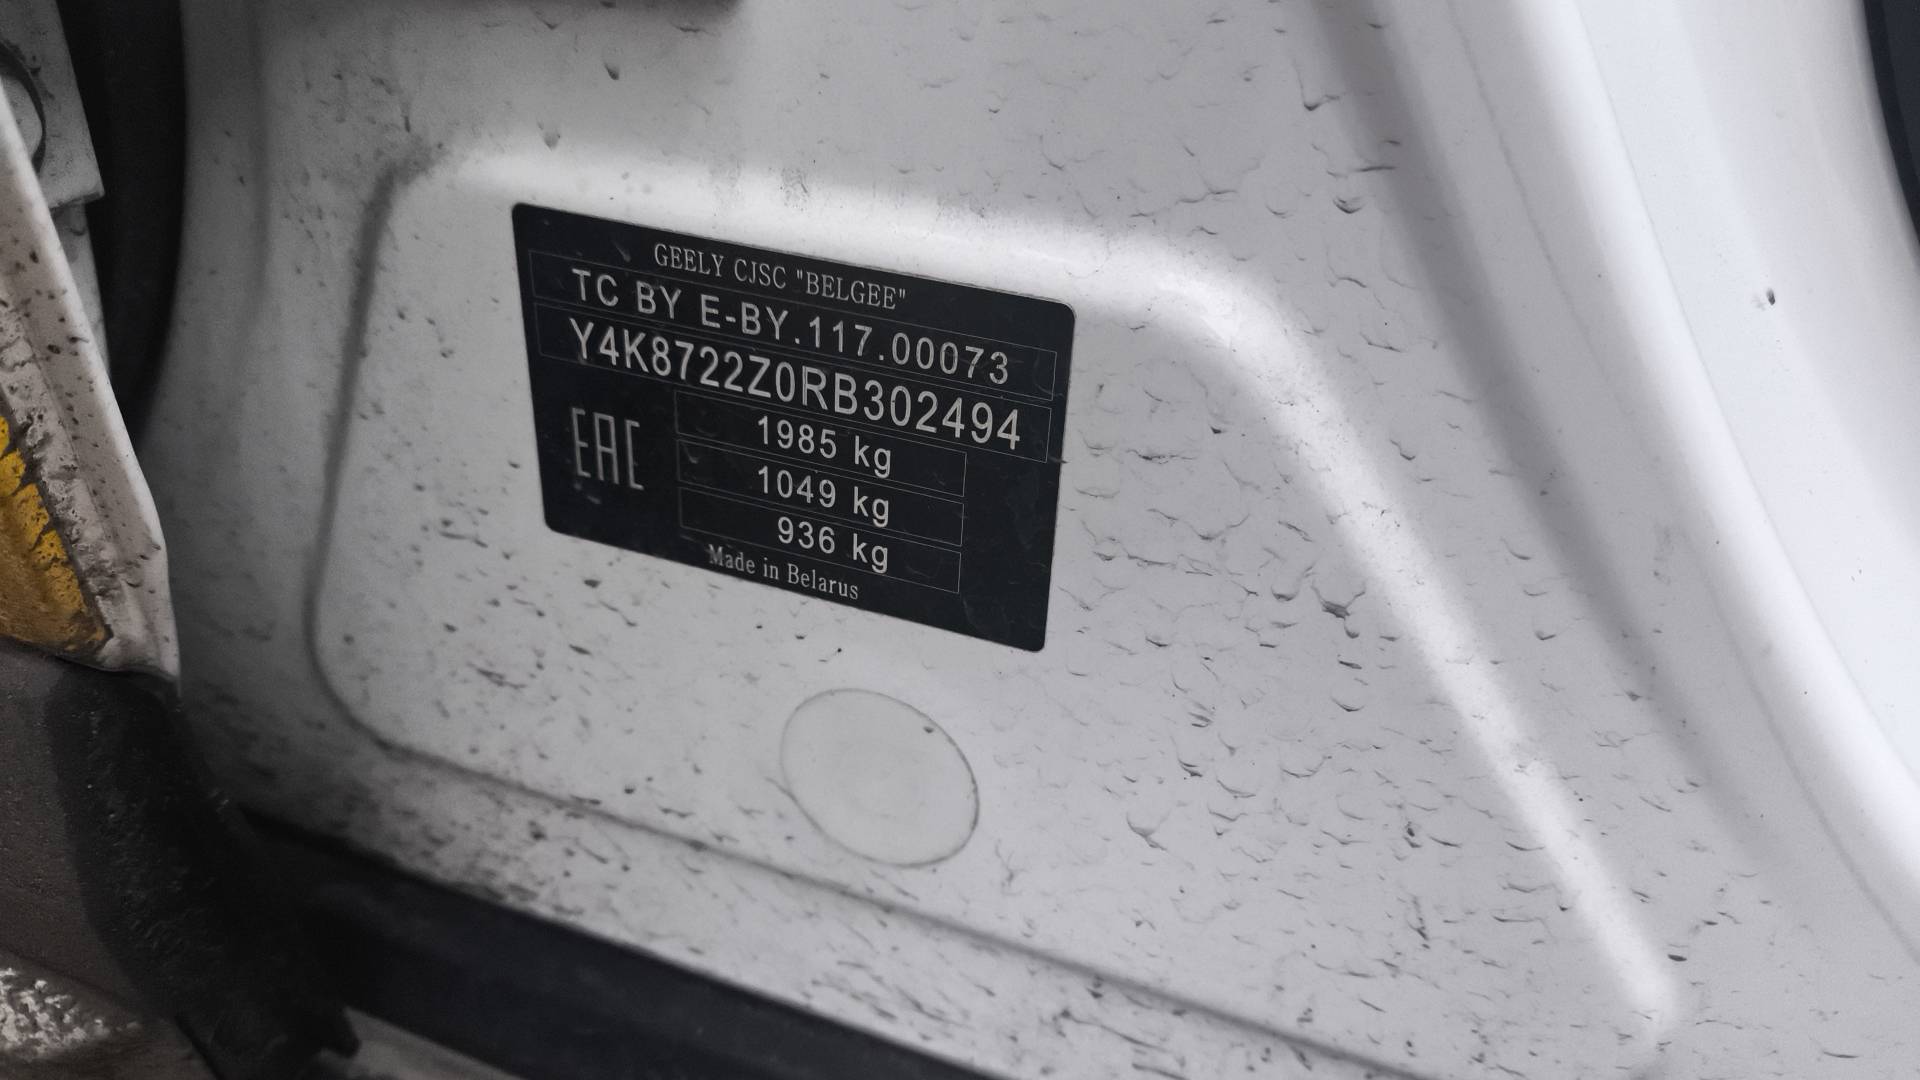 GEELY CJSC "BELGEE"
TC BY E-BY.117.00073
Y4K8722Z0RB302494
EAC
1985 kg
1049 kg
936 kg
Made in Belarus